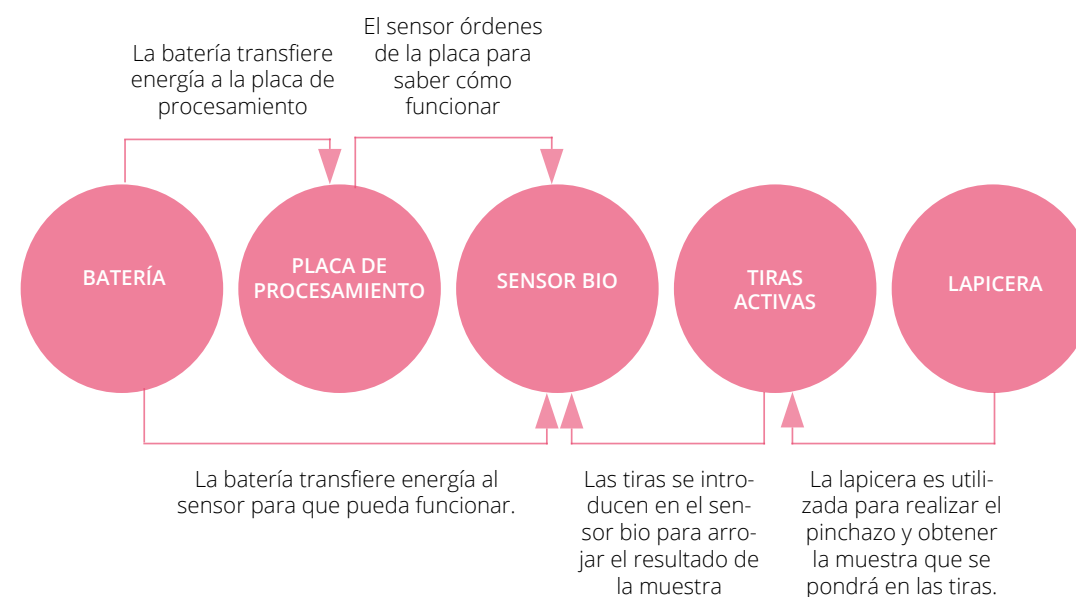 La batería transfiere
energía a la placa de
procesamiento
El sensor órdenes
de la placa para
saber cómo
funcionar
BATERÍA
PLACA DE
PROCESAMIENTO
SENSOR BIO
TIRAS
ACTIVAS
LAPICERA
La batería transfiere energía al
sensor para que pueda funcionar.
Las tiras se intro-
ducen en el sen-
sor bio para arro-
jar el resultado de
la muestra
La lapicera es utili-
zada para realizar el
pinchazo y obtener
la muestra que se
pondrá en las tiras.